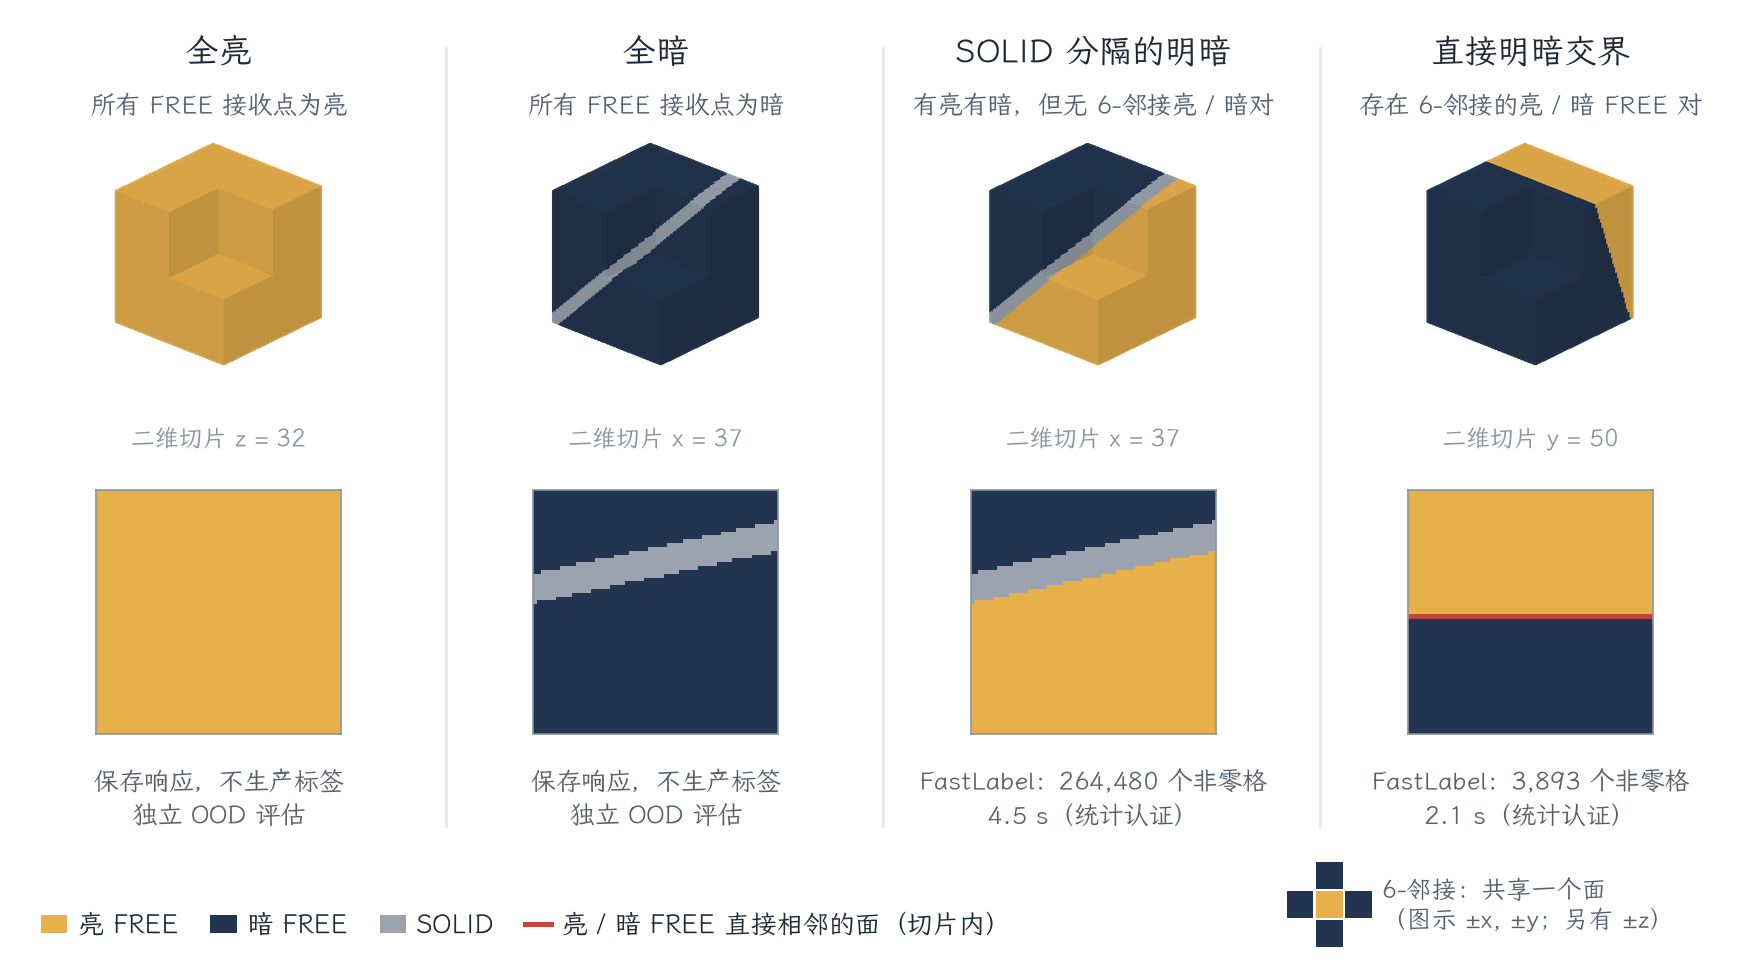 全亮
所有 FREE 接收点为亮
二维切片 z = 32
保存响应，不生产标签
独立 OOD 评估
全暗
所有 FREE 接收点为暗
二维切片 x = 37
保存响应，不生产标签
独立 OOD 评估
SOLID 分隔的明暗
有亮有暗，但无 6-邻接亮 / 暗对
二维切片 x = 37
FastLabel：264,480 个非零格
4.5 s（统计认证）
直接明暗交界
存在 6-邻接的亮 / 暗 FREE 对
二维切片 y = 50
FastLabel：3,893 个非零格
2.1 s（统计认证）
亮 FREE
暗 FREE
SOLID
亮 / 暗 FREE 直接相邻的面（切片内）
6-邻接：共享一个面
（图示 ±x, ±y；另有 ±z）